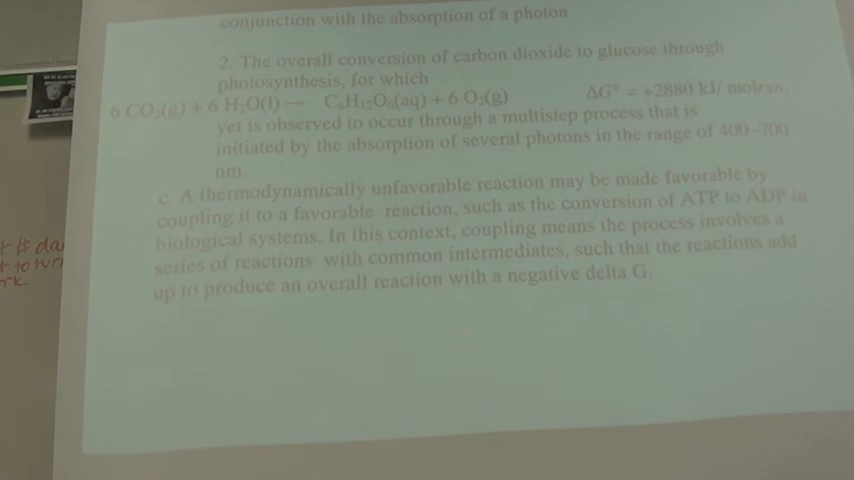 conjunction with the absorption of a photon.
2. The overall conversion of carbon dioxide to glucose through
photosynthesis, for which
6 CO₂(g) + 6 H₂O(l) → C₆H₁₂O₆(aq) + 6 O₂(g) ΔG° = +2880 kJ/ molrxn,
yet is observed to occur through a multistep process that is
initiated by the absorption of several photons in the range of 400–700
nm.
c. A thermodynamically unfavorable reaction may be made favorable by
coupling it to a favorable reaction, such as the conversion of ATP to ADP in
biological systems. In this context, coupling means the process involves a
series of reactions with common intermediates, such that the reactions add
up to produce an overall reaction with a negative delta G.
# da
to turn